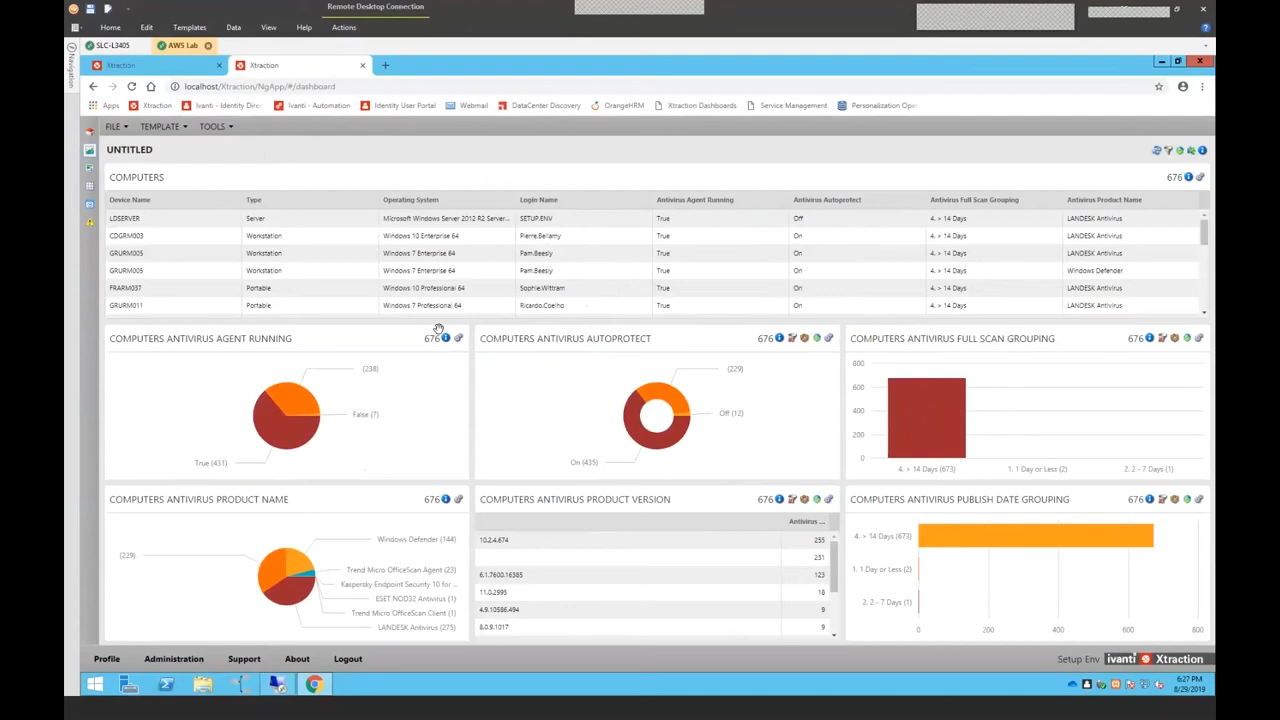 Remote Desktop Connection
Home Edit Templates Data View Help Actions
Navigation
SLC-L3405 AWS Lab
Xtraction Xtraction
localhost/Xtraction/NgApp/#/dashboard
Apps Xtraction Ivanti - Identity Dire Ivanti - Automation Identity User Portal Webmail DataCenter Discovery OrangeHRM Xtraction Dashboards Service Management Personalization Ope
FILE TEMPLATE TOOLS
UNTITLED
COMPUTERS 676
Device Name Type Operating System Login Name Antivirus Agent Running Antivirus Autoprotect Antivirus Full Scan Grouping Antivirus Product Name
LDSERVER Server Microsoft Windows Server 2012 R2 Server... SETUP.ENV True Off 4. > 14 Days LANDESK Antivirus
CDGRM003 Workstation Windows 10 Enterprise 64 Pierre.Bellamy True On 4. > 14 Days LANDESK Antivirus
GRURM005 Workstation Windows 7 Enterprise 64 Pam.Beesly True On 4. > 14 Days LANDESK Antivirus
GRURM005 Workstation Windows 7 Enterprise 64 Pam.Beesly True On 4. > 14 Days Windows Defender
FRARM037 Portable Windows 10 Professional 64 Sophie.Wittram True On 4. > 14 Days LANDESK Antivirus
GRURM011 Portable Windows 7 Professional 64 Ricardo.Coelho True On 4. > 14 Days LANDESK Antivirus
COMPUTERS ANTIVIRUS AGENT RUNNING 676
(238)
False (7)
True (431)
COMPUTERS ANTIVIRUS AUTOPROTECT 676
(229)
Off (12)
On (435)
COMPUTERS ANTIVIRUS FULL SCAN GROUPING 676
800
600
400
200
0
4. > 14 Days (673) 1. 1 Day or Less (2) 2. 2 - 7 Days (1)
COMPUTERS ANTIVIRUS PRODUCT NAME 676
Windows Defender (144)
(229)
Trend Micro OfficeScan Agent (23)
Kaspersky Endpoint Security 10 for ...
ESET NOD32 Antivirus (1)
Trend Micro OfficeScan Client (1)
LANDESK Antivirus (275)
COMPUTERS ANTIVIRUS PRODUCT VERSION 676
Antivirus ...
10.2.4.674 255
231
6.1.7600.16385 123
11.0.2995 18
4.9.10586.494 9
8.0.9.1017 9
COMPUTERS ANTIVIRUS PUBLISH DATE GROUPING 676
4. > 14 Days (673)
1. 1 Day or Less (2)
2. 2 - 7 Days (1)
0 200 400 600 800
Profile Administration Support About Logout Setup Env ivanti Xtraction
6:27 PM
8/29/2019